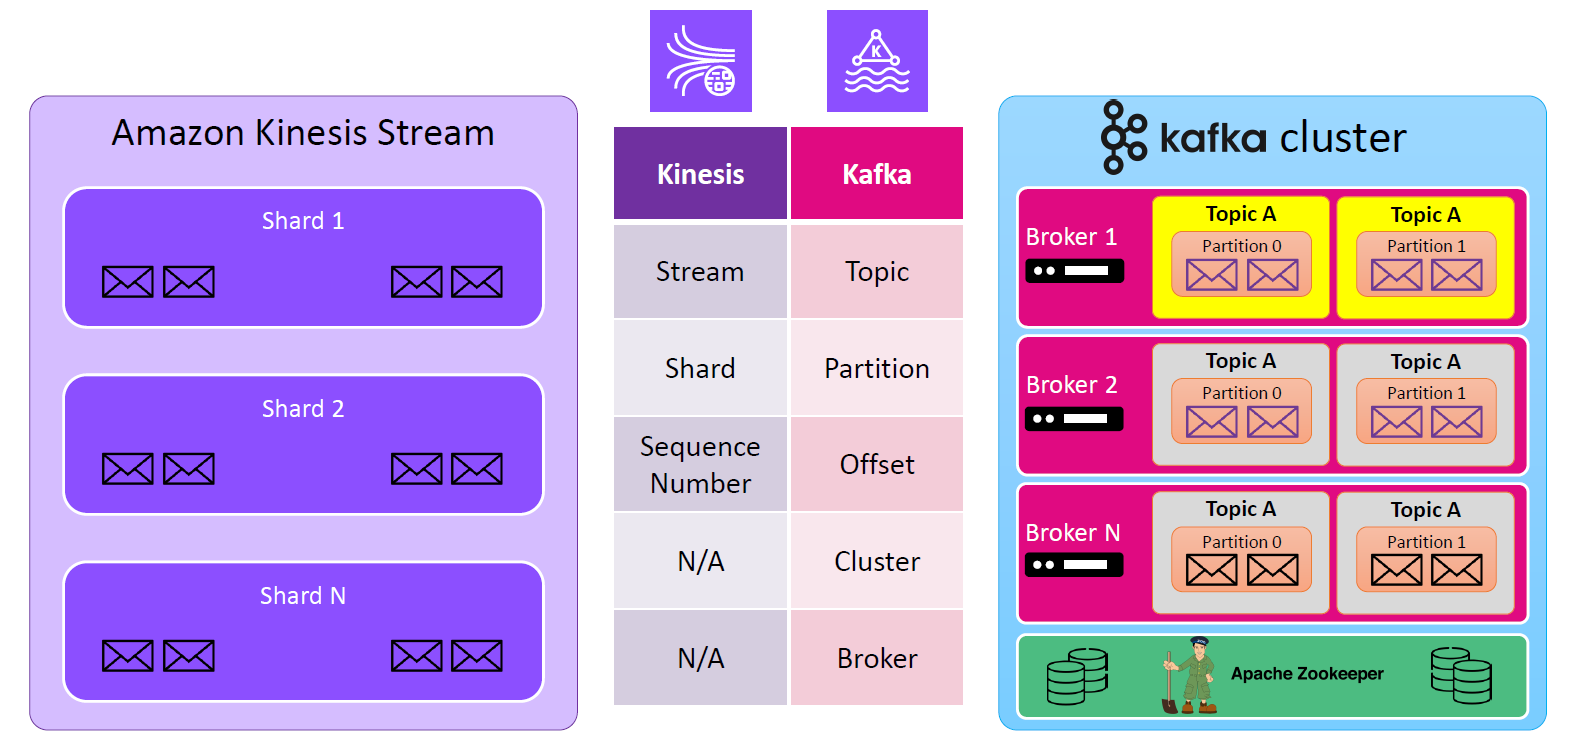 Amazon Kinesis Stream
Shard 1
Shard 2
Shard N
K
Kinesis
Kafka
Stream
Topic
Shard
Partition
Sequence
Number
Offset
N/A
Cluster
N/A
Broker
kafka cluster
Broker 1
Topic A
Partition 0
Topic A
Partition 1
Broker 2
Topic A
Partition 0
Topic A
Partition 1
Broker N
Topic A
Partition 0
Topic A
Partition 1
Apache Zookeeper